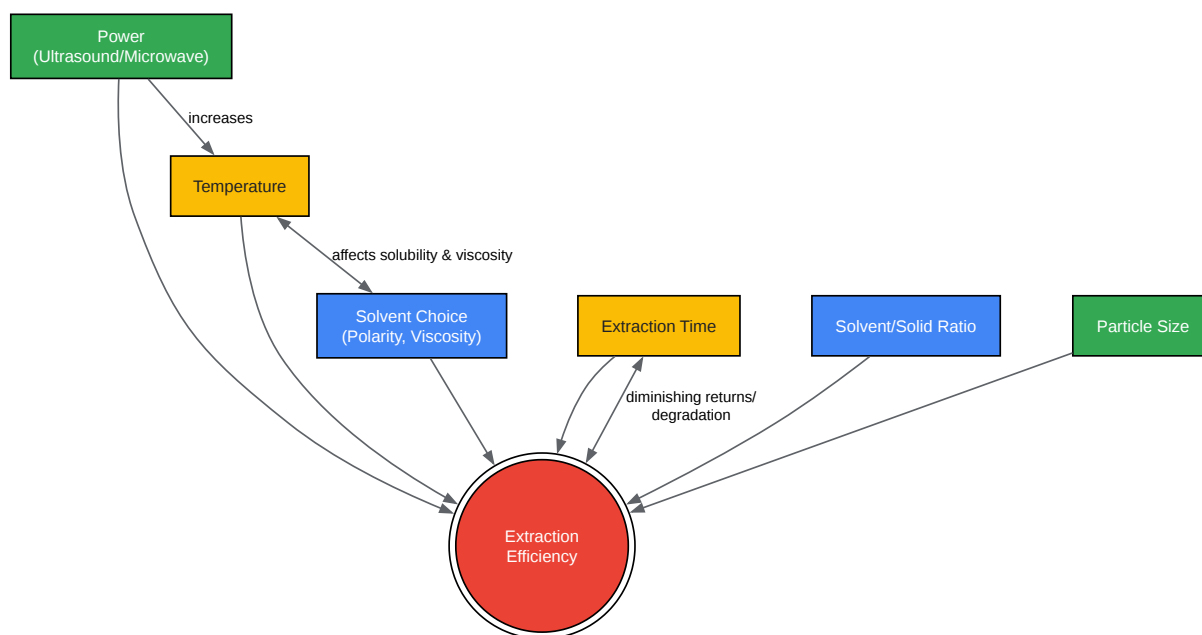 Power
(Ultrasound/Microwave)
increases
Temperature
affects solubility & viscosity
Solvent Choice
(Polarity, Viscosity)
Extraction Time
Solvent/Solid Ratio
Particle Size
diminishing returns/
degradation
Extraction
Efficiency